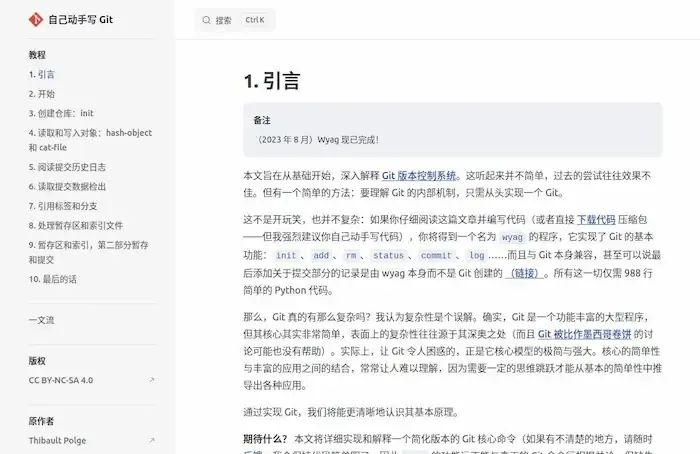 自己动手写 Git
搜索
Ctrl K
教程
1. 引言
2. 开始
3. 创建仓库：init
4. 读取和写入对象：hash-object
和 cat-file
5. 阅读提交历史日志
6. 读取提交数据检出
7. 引用标签和分支
8. 处理暂存区和索引文件
9. 暂存区和索引，第二部分暂存
和提交
10. 最后的话
一文流
版权
CC BY-NC-SA 4.0
原作者
Thibault Polge
1. 引言
备注
（2023 年 8 月）Wyag 现已完成！
本文旨在从基础开始，深入解释 Git 版本控制系统。这听起来并不简单，过去的尝试往往效果不
佳。但有一个简单的方法：要理解 Git 的内部机制，只需从头实现一个 Git。
这不是开玩笑，也并不复杂：如果你仔细阅读这篇文章并编写代码（或者直接 下载代码 压缩包
——但我强烈建议你自己动手写代码），你将得到一个名为 wyag 的程序，它实现了 Git 的基本
功能： init 、 add 、 rm 、 status 、 commit 、 log ……而且与 Git 本身兼容，甚至可以说最
后添加关于提交部分的记录是由 wyag 本身而不是 Git 创建的 （链接）。所有这一切仅需 988 行
简单的 Python 代码。
那么，Git 真的有那么复杂吗？我认为复杂性是个误解。确实，Git 是一个功能丰富的大型程序，
但其核心其实非常简单，表面上的复杂性往往源于其深奥之处（而且 Git 被比作墨西哥卷饼 的讨
论可能也没有帮助）。实际上，让 Git 令人困惑的，正是它核心模型的极简与强大。核心的简单性
与丰富的应用之间的结合，常常让人难以理解，因为需要一定的思维跳跃才能从基本的简单性中推
导出各种应用。
通过实现 Git，我们将能更清晰地认识其基本原理。
期待什么？ 本文将详细实现和解释一个简化版本的 Git 核心命令（如果有不清楚的地方，请随时